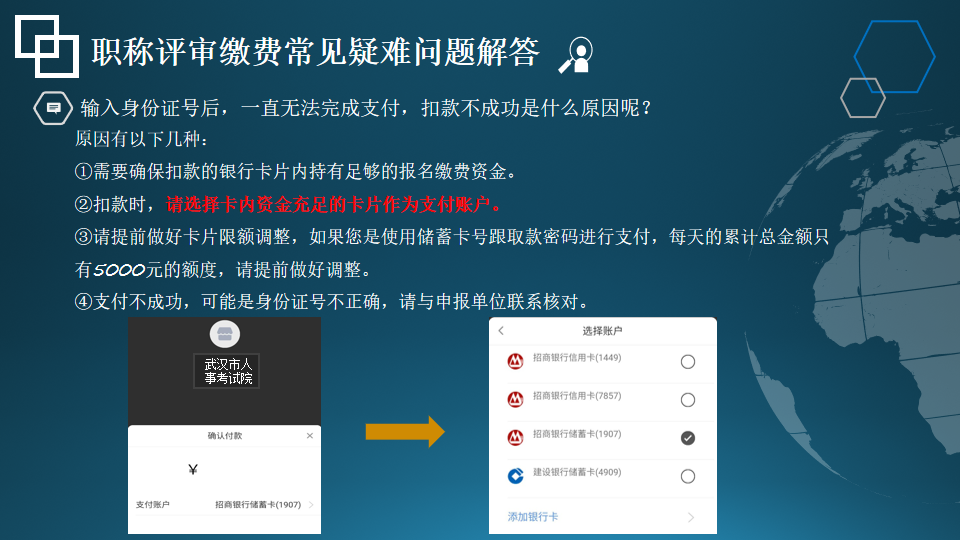 职称评审缴费常见疑难问题解答
输入身份证号后，一直无法完成支付，扣款不成功是什么原因呢？
原因有以下几种：
①需要确保扣款的银行卡片内持有足够的报名缴费资金。
②扣款时，请选择卡内资金充足的卡片作为支付账户。
③请提前做好卡片限额调整，如果您是使用储蓄卡号跟取款密码进行支付，每天的累计总金额只
有5000元的额度，请提前做好调整。
④支付不成功，可能是身份证号不正确，请与申报单位联系核对。
武汉市人
事考试院
确认付款
¥
支付账户 招商银行储蓄卡(1907)
选择账户
招商银行信用卡(1449)
招商银行信用卡(7857)
招商银行储蓄卡(1907)
建设银行储蓄卡(4909)
添加银行卡